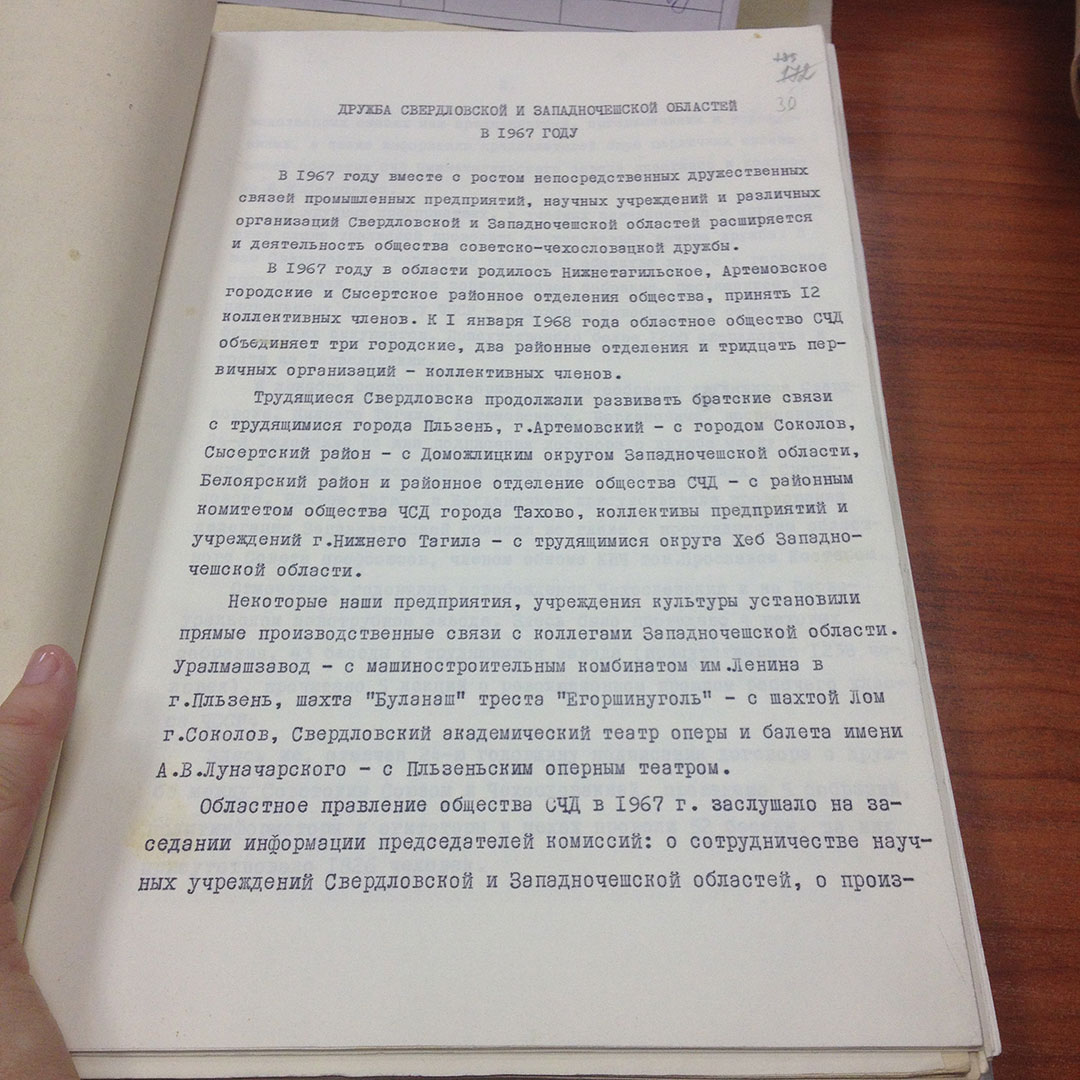 30
ДРУЖБА СВЕРДЛОВСКОЙ И ЗАПАДНОЧЕШСКОЙ ОБЛАСТЕЙ
В 1967 ГОДУ
В 1967 году вместе с ростом непосредственных дружественных
связей промышленных предприятий, научных учреждений и различных
организаций Свердловской и Западночешской областей расширяется
и деятельность общества советско-чехословацкой дружбы.
В 1967 году в области родилось Нижнетагильское, Артемовское
городские и Сысертское районное отделения общества, принять 12
коллективных членов. К I января 1968 года областное общество СЧД
объединяет три городские, два районные отделения и тридцать пер-
вичных организаций - коллективных членов.
Трудящиеся Свердловска продолжали развивать братские связи
с трудящимися города Пльзень, г.Артемовский - с городом Соколов,
Сысертский район - с Доможлицким округом Западночешской области,
Белоярский район и районное отделение общества СЧД - с районным
комитетом общества ЧСД города Тахово, коллективы предприятий и
учреждений г.Нижнего Тагила - с трудящимися округа Хеб Западно-
чешской области.
Некоторые наши предприятия, учреждения культуры установили
прямые производственные связи с коллегами Западночешской области.
Уралмашзавод - с машиностроительным комбинатом им.Ленина в
г.Пльзень, шахта "Буланаш" треста "Егоршинуголь" - с шахтой Лом
г.Соколов, Свердловский академический театр оперы и балета имени
А.В.Луначарского - с Пльзеньским оперным театром.
Областное правление общества СЧД в 1967 г. заслушало на за-
седании информации председателей комиссий: о сотрудничестве науч-
ных учреждений Свердловской и Западночешской областей, о произ-